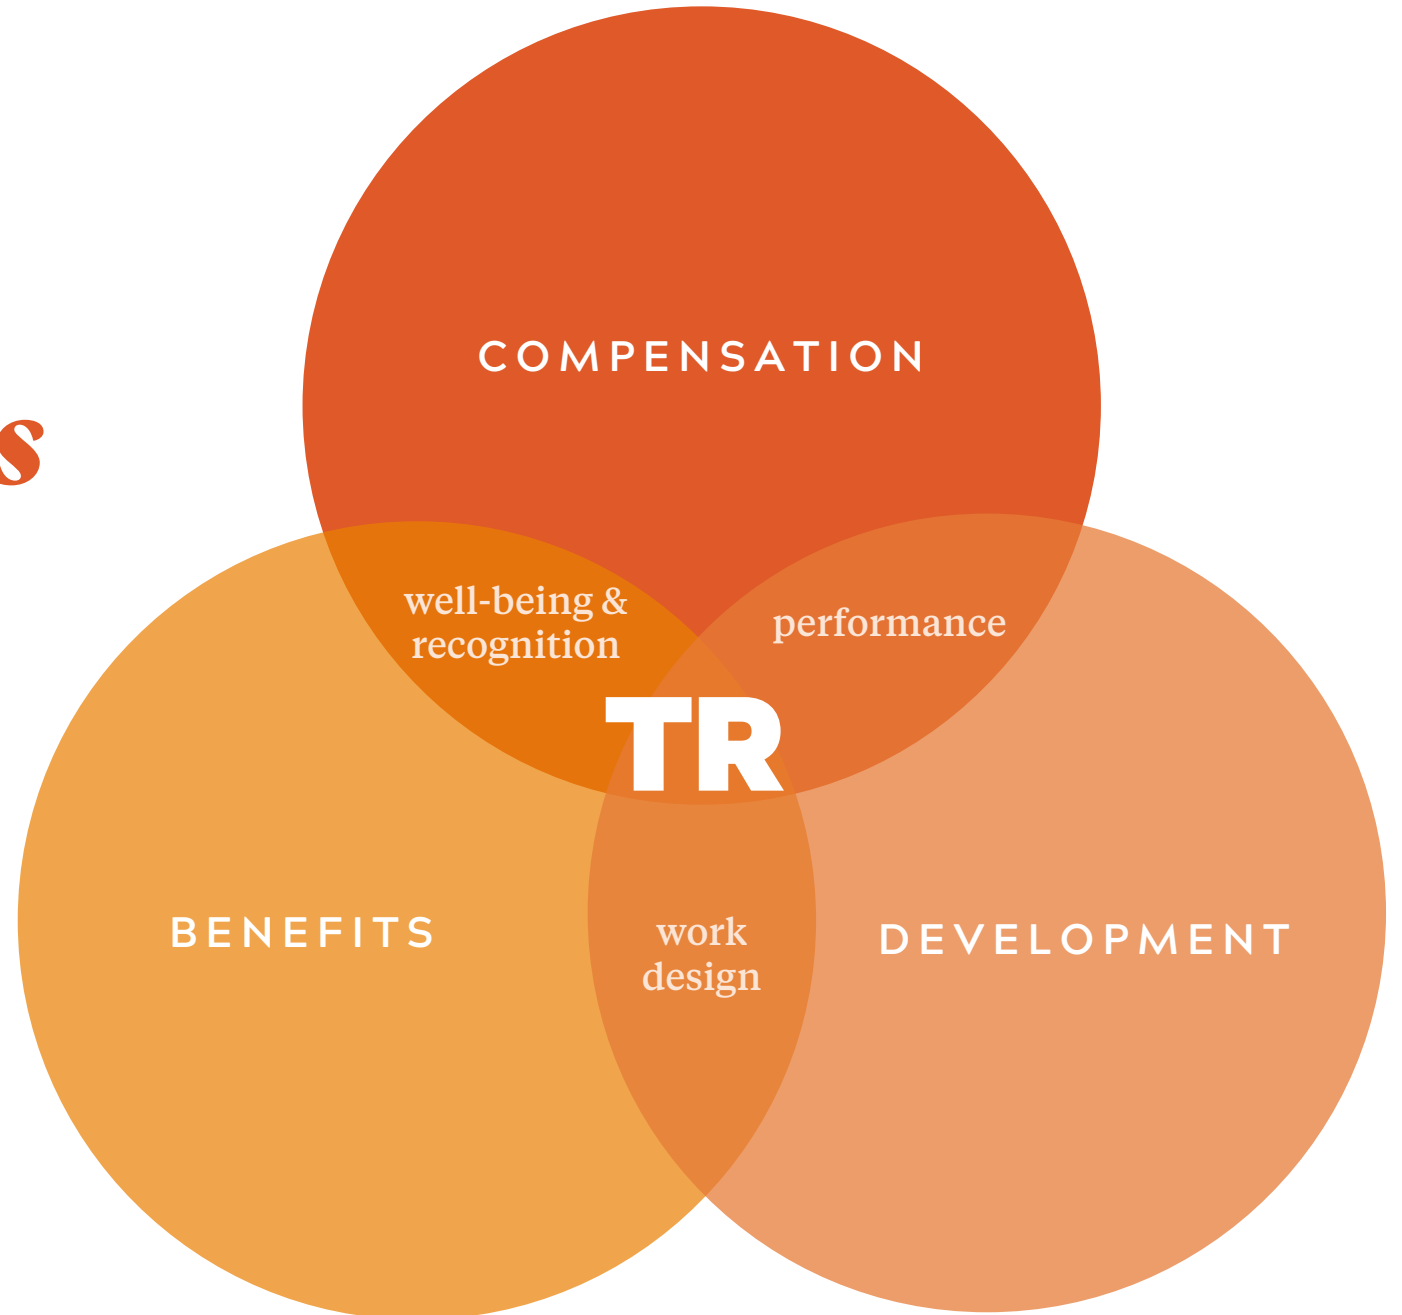 COMPENSATION
s
well-being &
recognition
performance
TR
BENEFITS
work
design
DEVELOPMENT